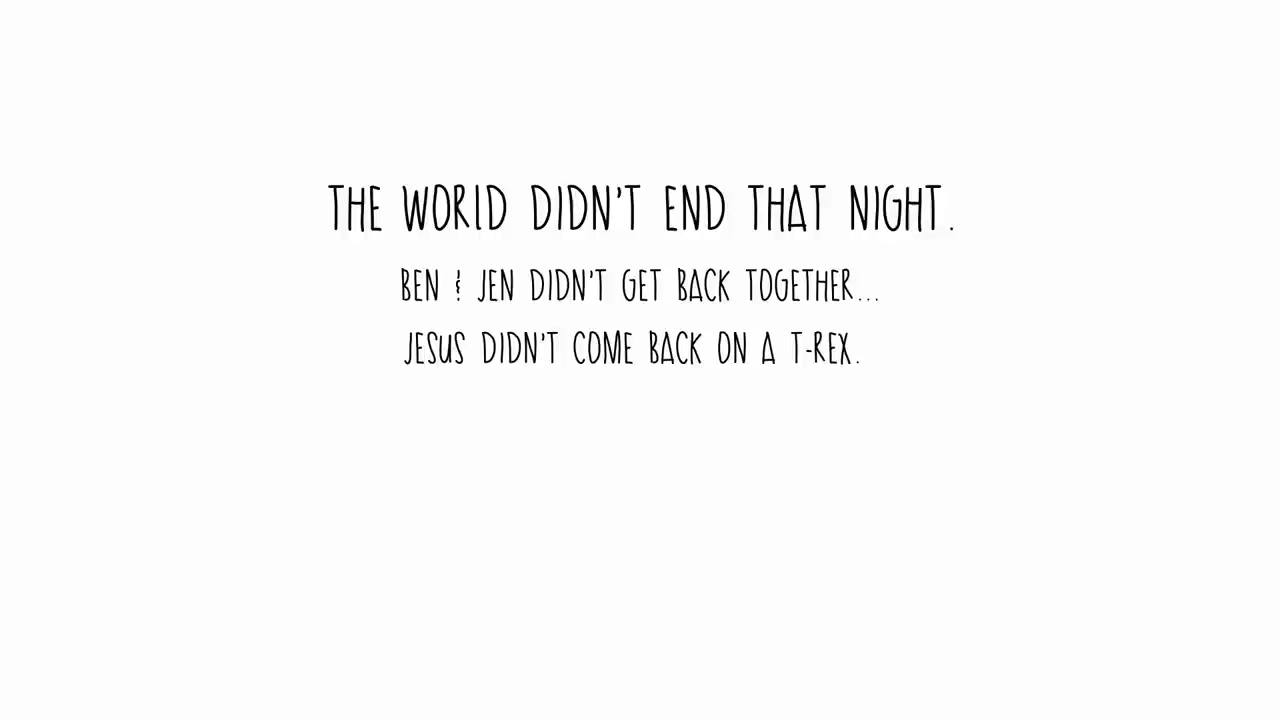 THE WORLD DIDN'T END THAT NIGHT.
BEN & JEN DIDN'T GET BACK TOGETHER...
JESUS DIDN'T COME BACK ON A T-REX.